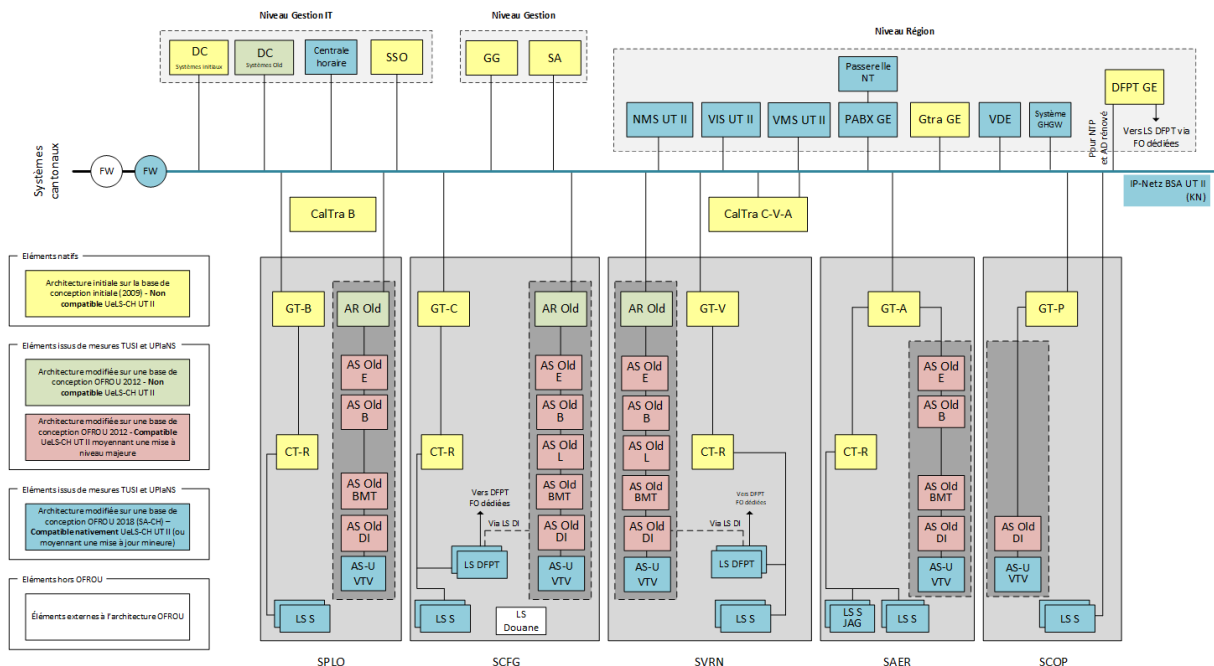 Niveau Gestion IT
Niveau Gestion
Niveau Région
DC
Systèmes initiaux
DC
Systèmes Old
Centrale
horaire
SSO
GG
SA
Passerelle
NT
NMS UT II
VIS UT II
VMS UT II
PABX GE
Gtra GE
VDE
Système
GHGW
DFPT GE
Pour NTP
et AD rénové
Vers LS DFPT via
FO dédiées
Systèmes
cantonaux
FW
FW
IP-Netz BSA UT II
(KN)
CalTra B
CalTra C-V-A
Eléments natifs
Architecture initiale sur la base de
conception initiale (2009) - Non
compatible UeLS-CH UT II
Eléments issus de mesures TUSI et UPlaNS
Architecture modifiée sur une base de
conception OFROU 2012 - Non
compatible UeLS-CH UT II
Architecture modifiée sur une base de
conception OFROU 2012 - Compatible
UeLS-CH UT II moyennant une mise à
niveau majeure
Eléments issus de mesures TUSI et UPlaNS
Architecture modifiée sur une base de
conception OFROU 2018 (SA-CH) –
Compatible nativement UeLS-CH UT II (ou
moyennant une mise à jour mineure)
Eléments hors OFROU
Éléments externes à l'architecture OFROU
GT-B
AR Old
AS Old
E
AS Old
B
CT-R
AS Old
BMT
AS Old
DI
AS-U
VTV
LS S
SPLO
GT-C
AR Old
AS Old
E
AS Old
B
CT-R
AS Old
L
AS Old
BMT
Vers DFPT
FO dédiées
Via LS DI
AS Old
DI
LS DFPT
AS-U
VTV
LS S
LS
Douane
SCFG
AR Old
GT-V
AS Old
E
AS Old
B
AS Old
L
CT-R
AS Old
BMT
Vers DFPT
FO dédiées
AS Old
DI
Via LS DI
LS DFPT
AS-U
VTV
LS S
SVRN
GT-A
AS Old
E
AS Old
B
CT-R
AS Old
BMT
AS Old
DI
AS-U
VTV
LS S
JAG
LS S
SAER
GT-P
AS Old
DI
AS-U
VTV
LS S
SCOP